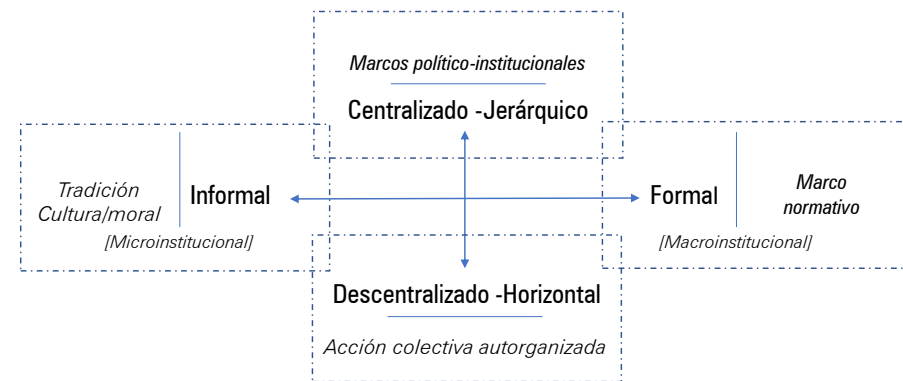 Marcos político-institucionales
Centralizado -Jerárquico
Tradición
Cultura/moral
Informal
[Microinstitucional]
Formal
Marco
normativo
[Macroinstitucional]
Descentralizado -Horizontal
Acción colectiva autorganizada